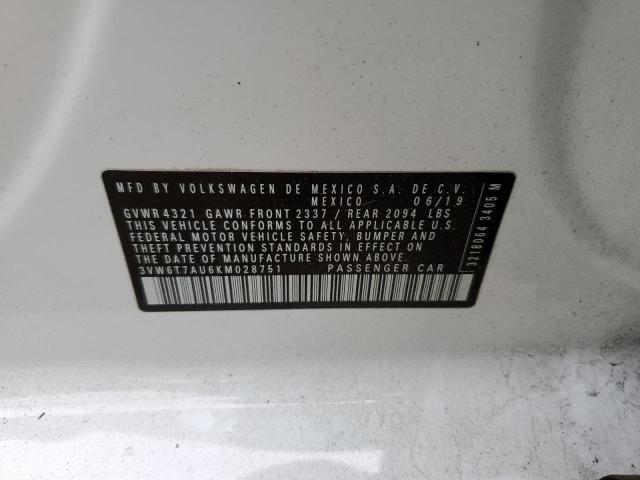 MFD BY VOLKSWAGEN DE MEXICO S.A. DE C.V.
MEXICO 06/19
GVWR 4321 GAWR FRONT 2337 / REAR 2094 LBS
THIS VEHICLE CONFORMS TO ALL APPLICABLE U.S.
FEDERAL MOTOR VEHICLE SAFETY, BUMPER AND
THEFT PREVENTION STANDARDS IN EFFECT ON
THE DATE OF MANUFACTURE SHOWN ABOVE.
3VW6T7AU6KM028751 PASSENGER CAR
3218064 3405 M